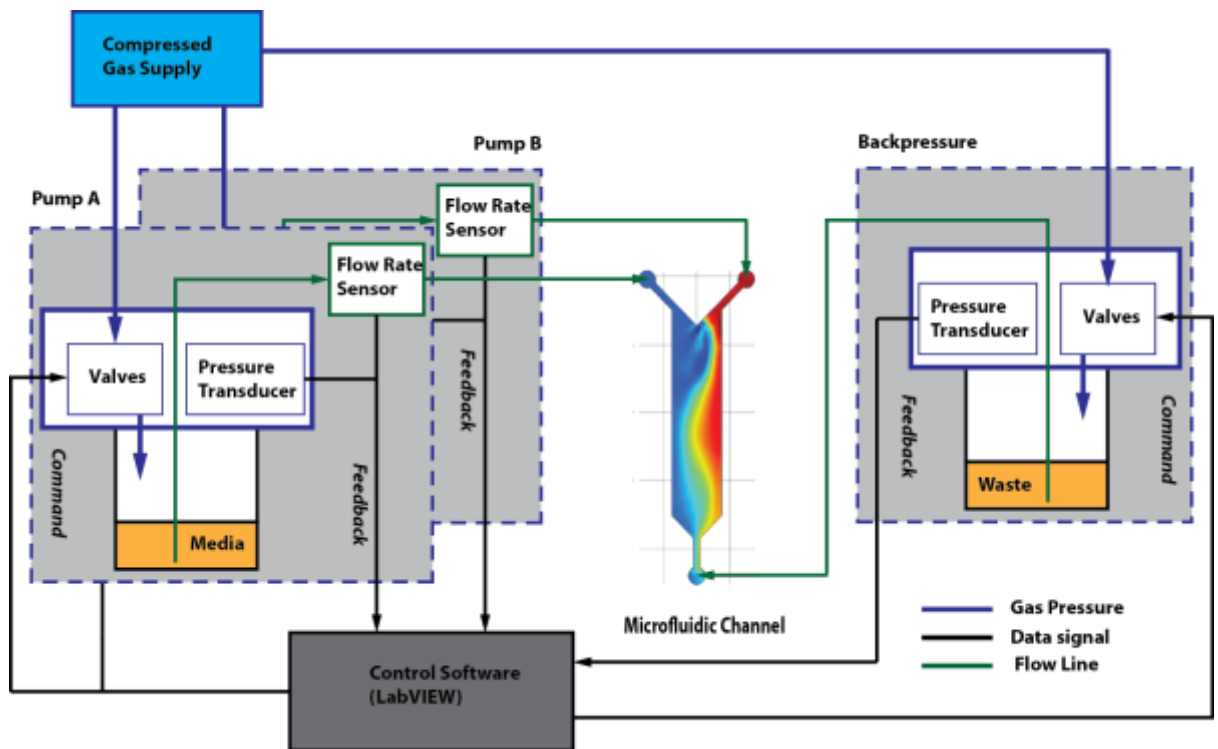 Compressed
Gas Supply
Pump B
Backpressure
Pump A
Flow Rate
Sensor
Flow Rate
Sensor
Pressure
Transducer
Valves
Valves
Pressure
Transducer
Feedback
Feedback
Command
Feedback
Command
Waste
Media
Microfluidic Channel
Gas Pressure
Data signal
Flow Line
Control Software
(LabVIEW)